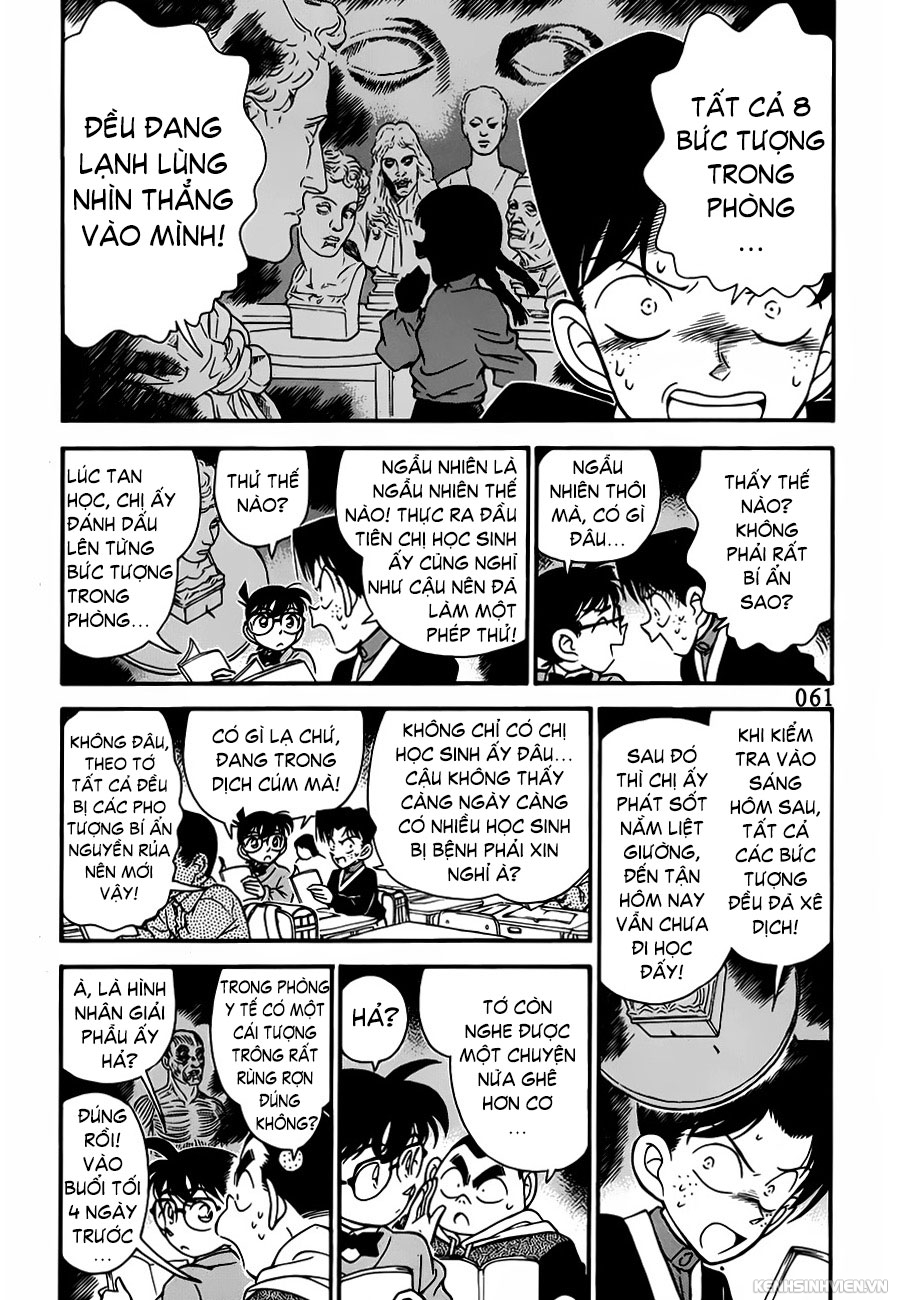 TẤT CẢ 8
BỨC TƯỢNG
TRONG
PHÒNG
...
ĐỀU ĐANG
LẠNH LÙNG
NHÌN THẲNG
VÀO MÌNH!
THẤY THẾ
NÀO?
KHÔNG
PHẢI RẤT
BÍ ẨN
SAO?
NGẪU
NHIÊN THÔI
MÀ, CÓ GÌ
ĐÂU...
NGẪU NHIÊN LÀ
NGẪU NHIÊN THẾ
NÀO! THỰC RA ĐẦU
TIÊN CHỊ HỌC SINH
ẤY CŨNG NGHĨ
NHƯ CẬU NÊN ĐÃ
LÀM MỘT
PHÉP THỬ!
THỬ THẾ
NÀO?
LÚC TAN
HỌC, CHỊ ẤY
ĐÁNH DẤU
LÊN TỪNG
BỨC TƯỢNG
TRONG
PHÒNG...
061
KHI KIỂM
TRA VÀO
SÁNG
HÔM SAU,
TẤT CẢ
CÁC BỨC
TƯỢNG
ĐỀU ĐÃ XÊ
DỊCH!
SAU ĐÓ
THÌ CHỊ ẤY
PHÁT SỐT
NẰM LIỆT
GIƯỜNG,
ĐẾN TẬN
HÔM NAY
VẪN CHƯA
ĐI HỌC
ĐẤY!
KHÔNG CHỈ CÓ CHỊ
HỌC SINH ẤY ĐÂU...
CẬU KHÔNG THẤY
CÀNG NGÀY CÀNG
CÓ NHIỀU HỌC SINH
BỊ BỆNH PHẢI XIN
NGHỈ À?
CÓ GÌ LẠ CHỨ,
ĐANG TRONG
DỊCH CÚM MÀ!
KHÔNG ĐÂU,
THEO TỚ
TẤT CẢ ĐỀU
BỊ CÁC PHO
TƯỢNG BÍ ẨN
NGUYỀN RỦA
NÊN MỚI
VẬY!
TỚ CÒN
NGHE ĐƯỢC
MỘT CHUYỆN
NỮA GHÊ
HƠN CƠ
...
HẢ?
TRONG PHÒNG
Y TẾ CÓ MỘT
CÁI TƯỢNG
TRÔNG RẤT
RÙNG RỢN
ĐÚNG
KHÔNG?
À, LÀ HÌNH
NHÂN GIẢI
PHẪU ẤY
HẢ?
ĐÚNG
RỒI!
VÀO
BUỔI TỐI
4 NGÀY
TRƯỚC
...
KENHSINHVIEN.VN